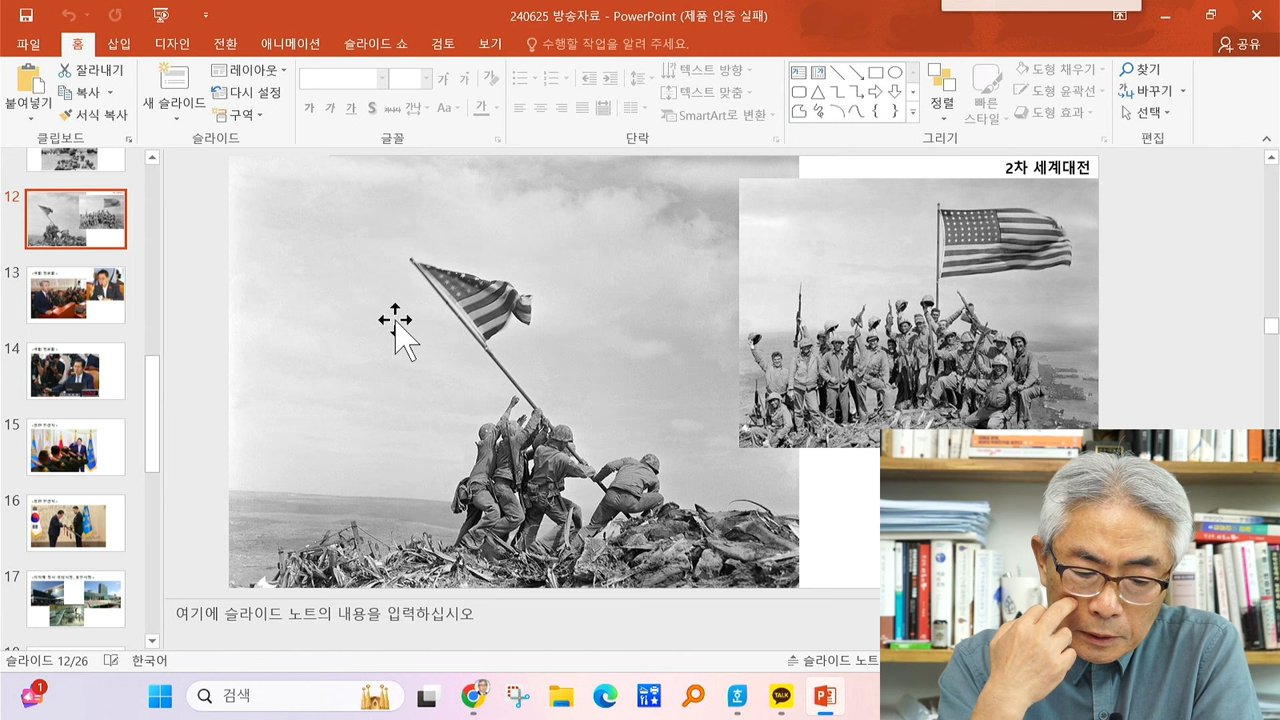 240625 방송자료 - PowerPoint (제품 인증 실패)
파일 홈 삽입 디자인 전환 애니메이션 슬라이드 쇼 검토 보기 수행할 작업을 알려 주세요. 공유
붙여넣기 잘라내기 복사 서식 복사
클립보드
새 슬라이드 레이아웃 다시 설정 구역
슬라이드
가 가 가 S 가나 간 Aa 가
글꼴
텍스트 방향 텍스트 맞춤 SmartArt로 변환
단락
정렬 빠른 스타일 도형 채우기 도형 윤곽선 도형 효과
그리기
찾기 바꾸기 선택
편집
12
13
14
15
16
17
2차 세계대전
여기에 슬라이드 노트의 내용을 입력하십시오
슬라이드 12/26 한국어 슬라이드 노트
1 검색 TALK